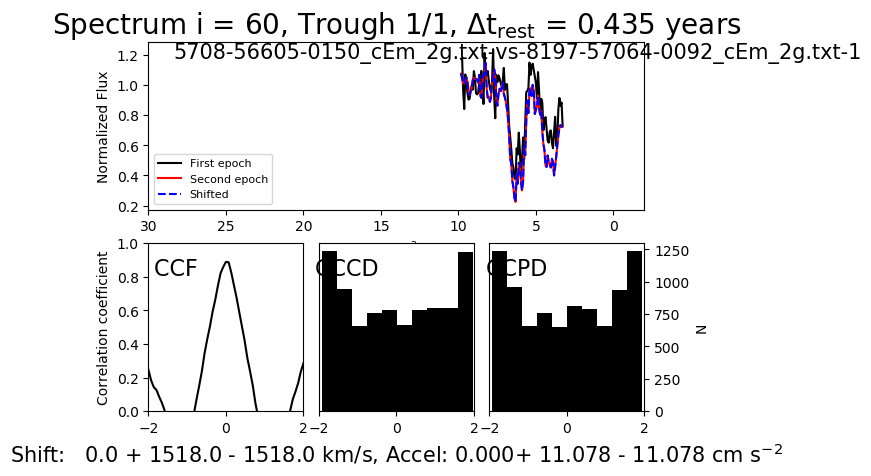 Spectrum i = 60, Trough 1/1, Δt_rest = 0.435 years
5708-56605-0150_cEm_2g.txt-vs-8197-57064-0092_cEm_2g.txt-1
Normalized Flux
1.2
1.0
0.8
0.6
0.4
0.2
First epoch
Second epoch
Shifted
30 25 20 15 10 5 0
Correlation coefficient
1.0
0.8
0.6
0.4
0.2
0.0
CCF
CCCD
CCPD
1250
1000
750
500
250
0
N
−2 0 2
−2 0 2
−2 0 2
Shift: 0.0 + 1518.0 - 1518.0 km/s, Accel: 0.000+ 11.078 - 11.078 cm s⁻²